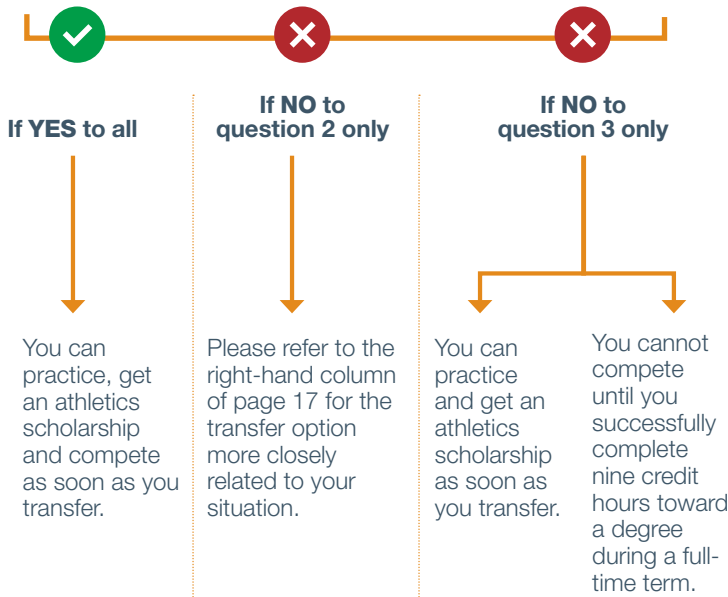 If YES to all
If NO to
question 2 only
If NO to
question 3 only
You can
practice, get
an athletics
scholarship
and compete
as soon as you
transfer.
Please refer to the
right-hand column
of page 17 for the
transfer option
more closely
related to your
situation.
You can
practice
and get an
athletics
scholarship
as soon as
you transfer.
You cannot
compete
until you
successfully
complete
nine credit
hours toward
a degree
during a full-
time term.